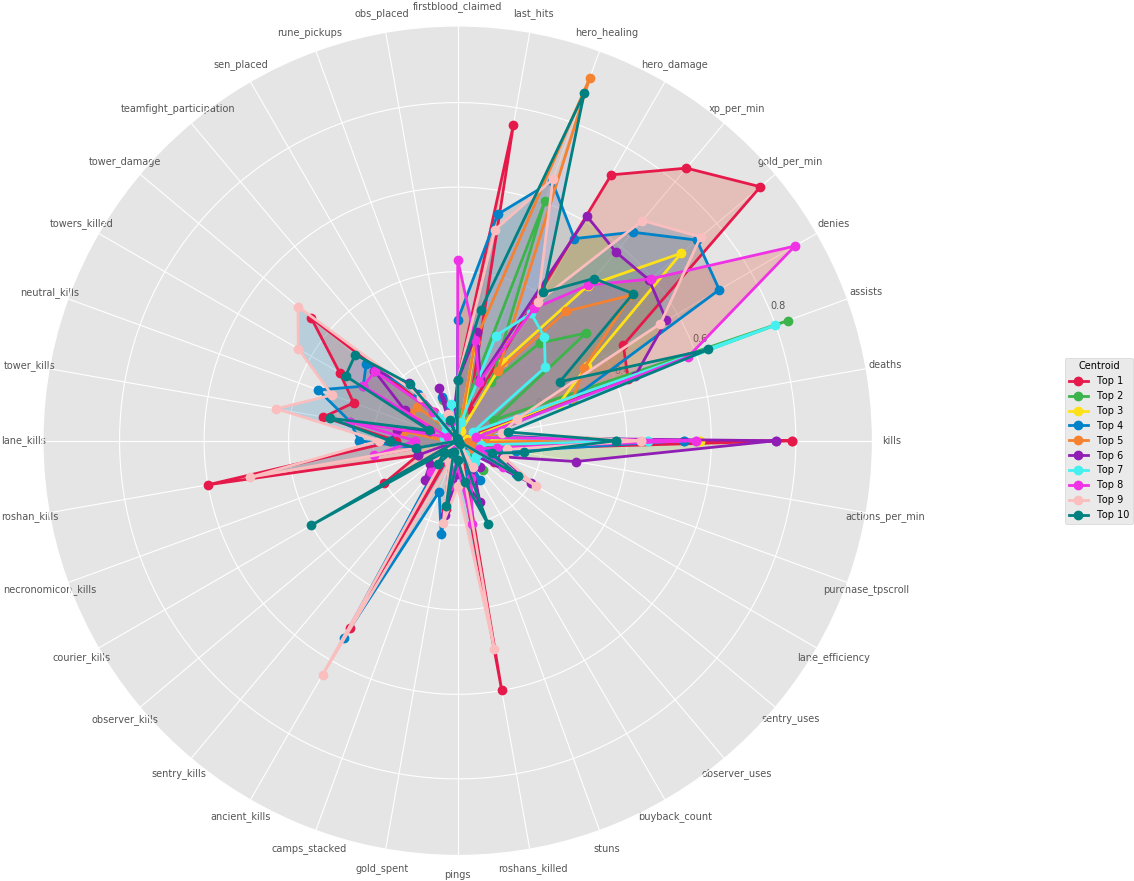 firstblood_claimed
obs_placed
last_hits
rune_pickups
hero_healing
sen_placed
hero_damage
teamfight_participation
xp_per_min
tower_damage
gold_per_min
towers_killed
denies
neutral_kills
assists
0.8
0.6
tower_kills
deaths
lane_kills
kills
roshan_kills
actions_per_min
necronomicon_kills
purchase_tpscroll
courier_kills
lane_efficiency
observer_kills
sentry_uses
sentry_kills
observer_uses
ancient_kills
buyback_count
camps_stacked
stuns
gold_spent
roshans_killed
pings
Centroid
Top 1
Top 2
Top 3
Top 4
Top 5
Top 6
Top 7
Top 8
Top 9
Top 10